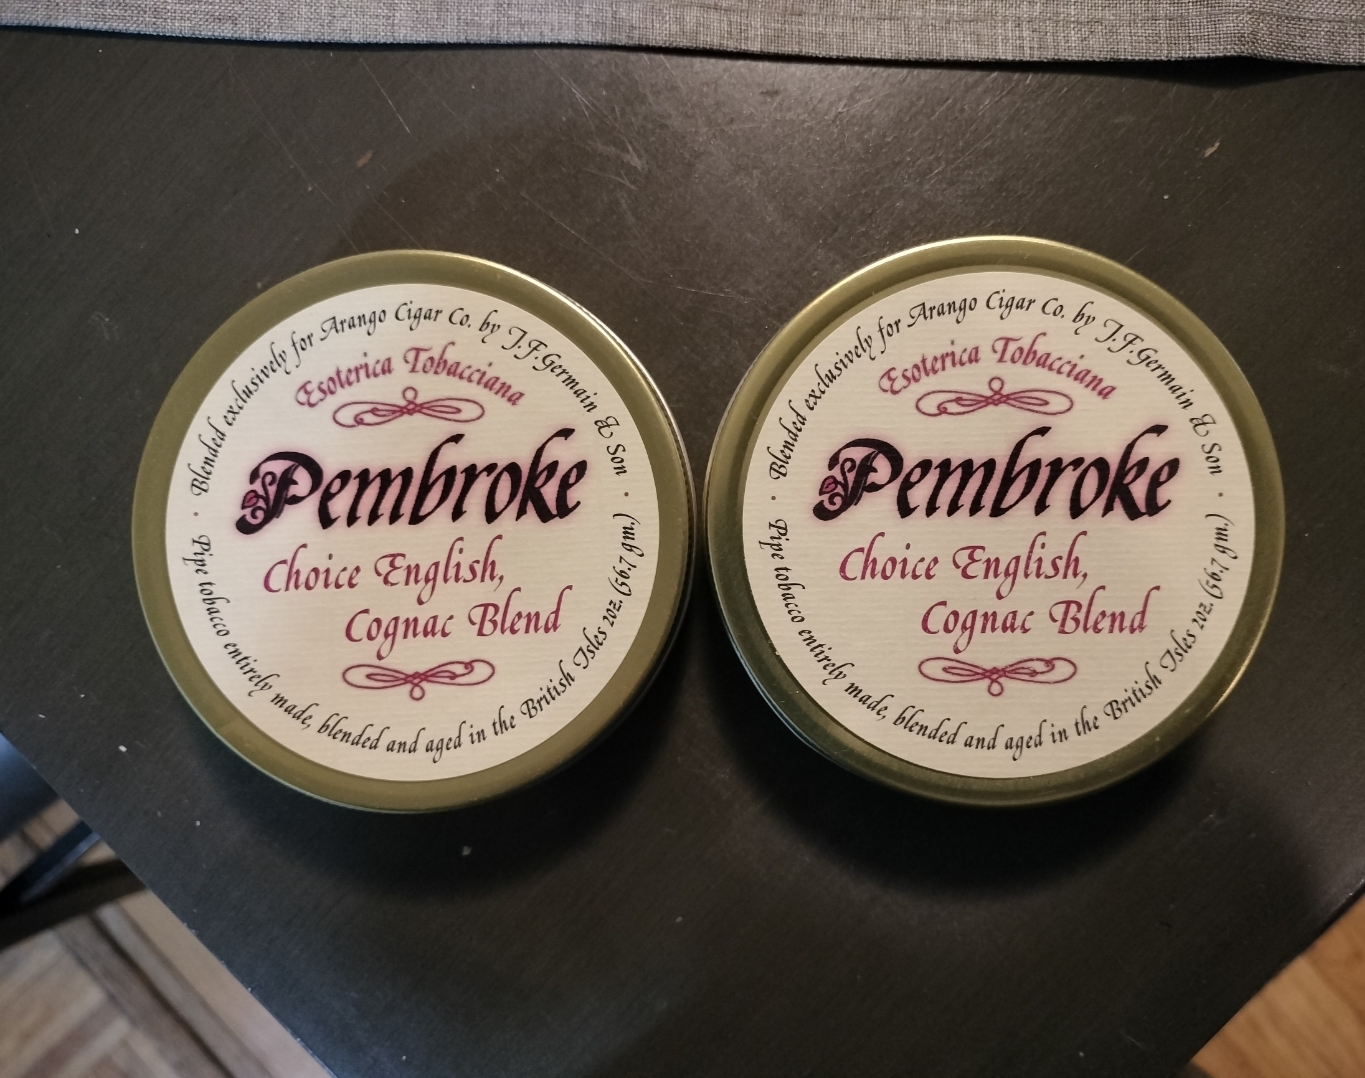 Blended exclusively for Arango Cigar Co. by J.F.Germain & Son
Esoterica Tobacciana
Pembroke
Choice English,
Cognac Blend
Pipe tobacco entirely made, blended and aged in the British Isles 2oz. (56.7 gm.)
Blended exclusively for Arango Cigar Co. by J.F.Germain & Son
Esoterica Tobacciana
Pembroke
Choice English,
Cognac Blend
Pipe tobacco entirely made, blended and aged in the British Isles 2oz. (56.7 gm.)